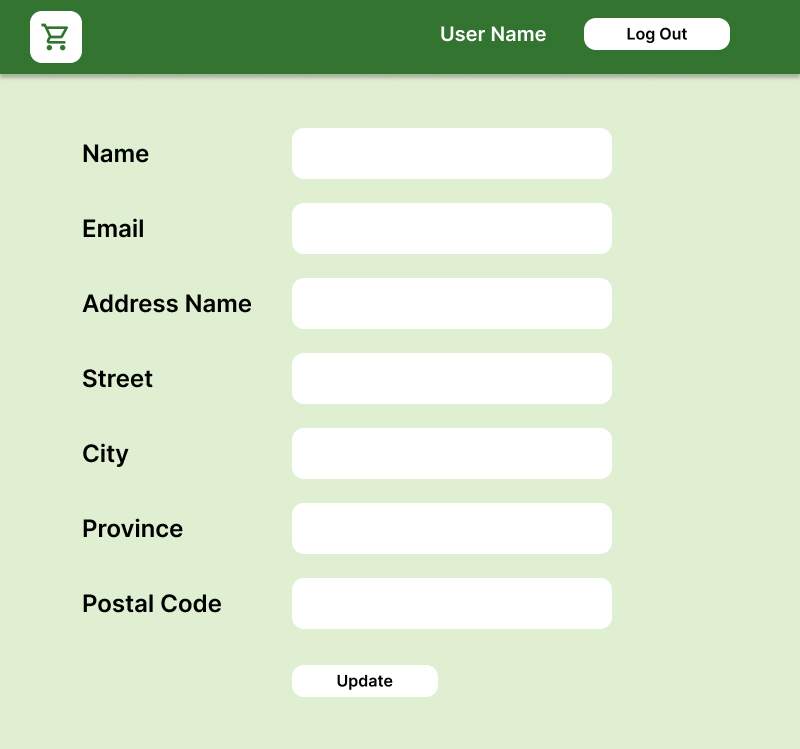 User Name
Log Out
Name
Email
Address Name
Street
City
Province
Postal Code
Update